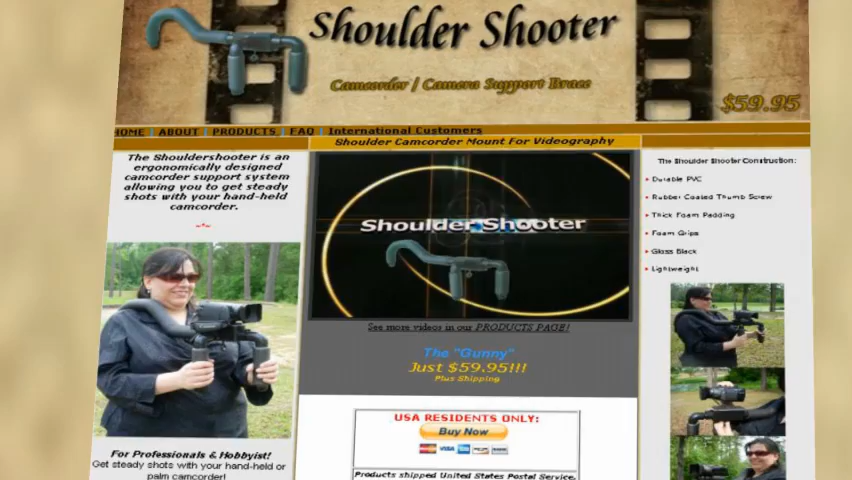 Shoulder Shooter
Camcorder / Camera Support Brace
$59.95
HOME | ABOUT | PRODUCTS | FAQ | International Customers
Shoulder Camcorder Mount For Videography
The Shouldershooter is an
ergonomically designed
camcorder support system
allowing you to get steady
shots with your hand-held
camcorder.
~*~
For Professionals & Hobbyist!
Get steady shots with your hand-held or
palm camcorder!
Shoulder Shooter
See more videos in our PRODUCTS PAGE!
The "Gunny"
Just $59.95!!!
Plus Shipping
USA RESIDENTS ONLY:
Buy Now
VISA
Products shipped United States Postal Service,
The Shoulder Shooter Construction:
Durable PVC
Rubber Coated Thumb Screw
Thick Foam Padding
Foam Grips
Gloss Black
Lightweight